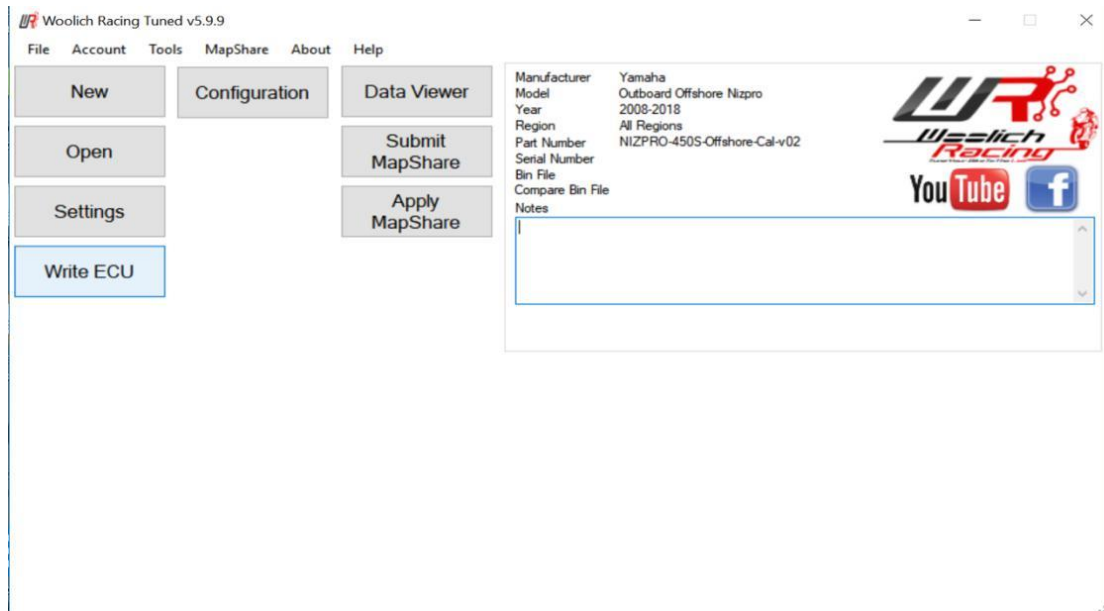 Woolich Racing Tuned v5.9.9
File Account Tools MapShare About Help
New
Configuration
Data Viewer
Open
Submit
MapShare
Settings
Apply
MapShare
Write ECU
Manufacturer Yamaha
Model Outboard Offshore Nizpro
Year 2008-2018
Region All Regions
Part Number NIZPRO-450S-Offshore-Cal-v02
Serial Number
Bin File
Compare Bin File
Notes
Woolich
Racing
YouTube
f